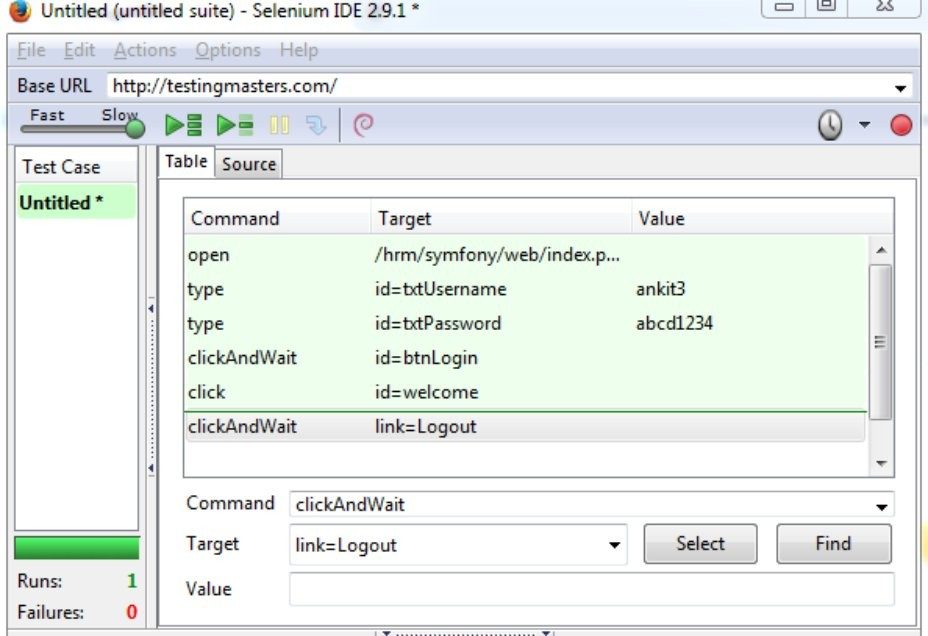 Untitled (untitled suite) - Selenium IDE 2.9.1 *
File Edit Actions Options Help
Base URL http://testingmasters.com/
Fast Slow
Test Case
Table Source
Untitled *
Command Target Value
open /hrm/symfony/web/index.p...
type id=txtUsername ankit3
type id=txtPassword abcd1234
clickAndWait id=btnLogin
click id=welcome
clickAndWait link=Logout
Command clickAndWait
Target link=Logout Select Find
Value
Runs: 1
Failures: 0